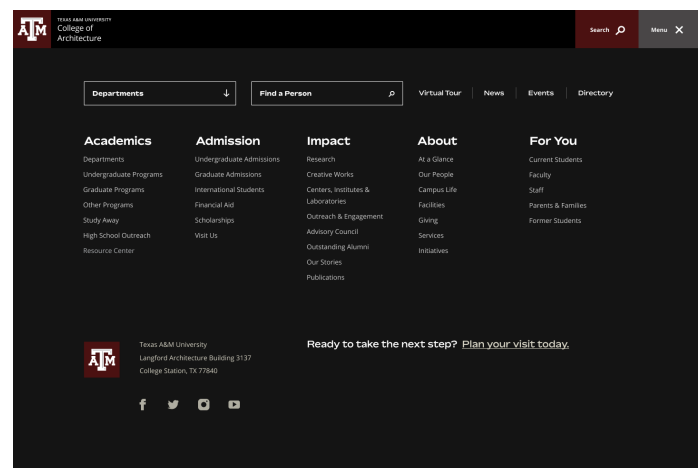 TEXAS A&M UNIVERSITY
College of
Architecture
Search
Menu
Departments
Find a Person
Virtual Tour
News
Events
Directory
Academics
Departments
Undergraduate Programs
Graduate Programs
Other Programs
Study Away
High School Outreach
Resource Center
Admission
Undergraduate Admissions
Graduate Admissions
International Students
Financial Aid
Scholarships
Visit Us
Impact
Research
Creative Works
Centers, Institutes &
Laboratories
Outreach & Engagement
Advisory Council
Outstanding Alumni
Our Stories
Publications
About
At a Glance
Our People
Campus Life
Facilities
Giving
Services
Initiatives
For You
Current Students
Faculty
Staff
Parents & Families
Former Students
ATM
ATM
Texas A&M University
Langford Architecture Building 3137
College Station, TX 77840
Ready to take the next step? Plan your visit today.